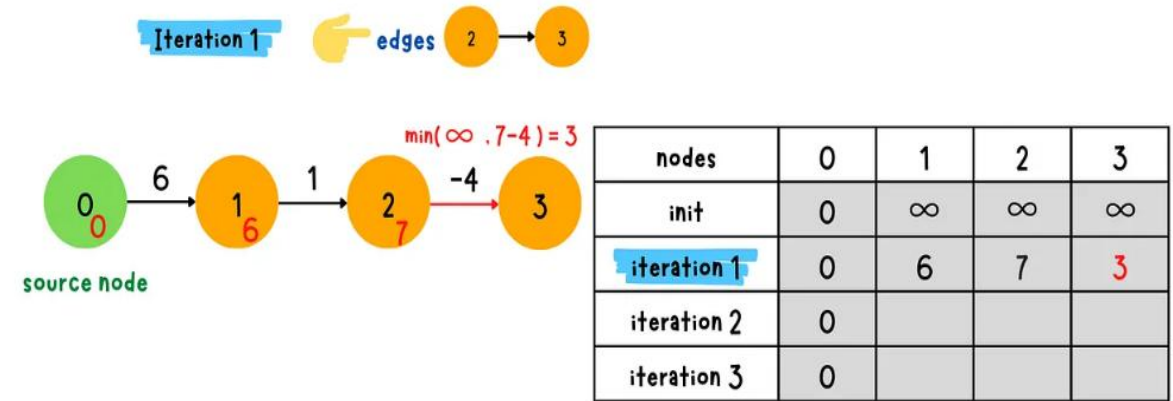 Iteration 1 edges 2 3
min(∞ , 7-4) = 3
6 1 -4
0 1 2 3
0 6 7
source node
nodes 0 1 2 3
init 0 ∞ ∞ ∞
iteration 1 0 6 7 3
iteration 2 0
iteration 3 0